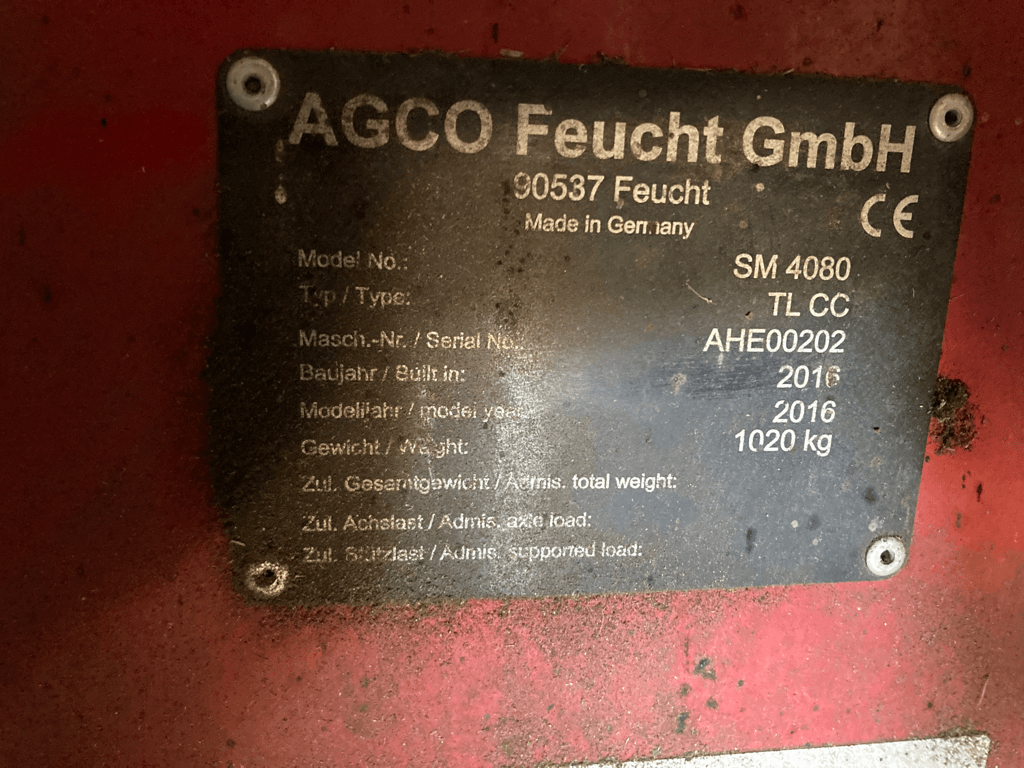 AGCO Feucht GmbH
90537 Feucht
Made in Germany
CE
Model No.: SM 4080
Typ / Type: TL CC
Masch.-Nr. / Serial No.: AHE00202
Baujahr / Built in: 2016
Modelljahr / model year: 2016
Gewicht / Weight: 1020 kg
Zul. Gesamtgewicht / Admis. total weight:
Zul. Achslast / Admis. axle load:
Zul. Stützlast / Admis. supported load: